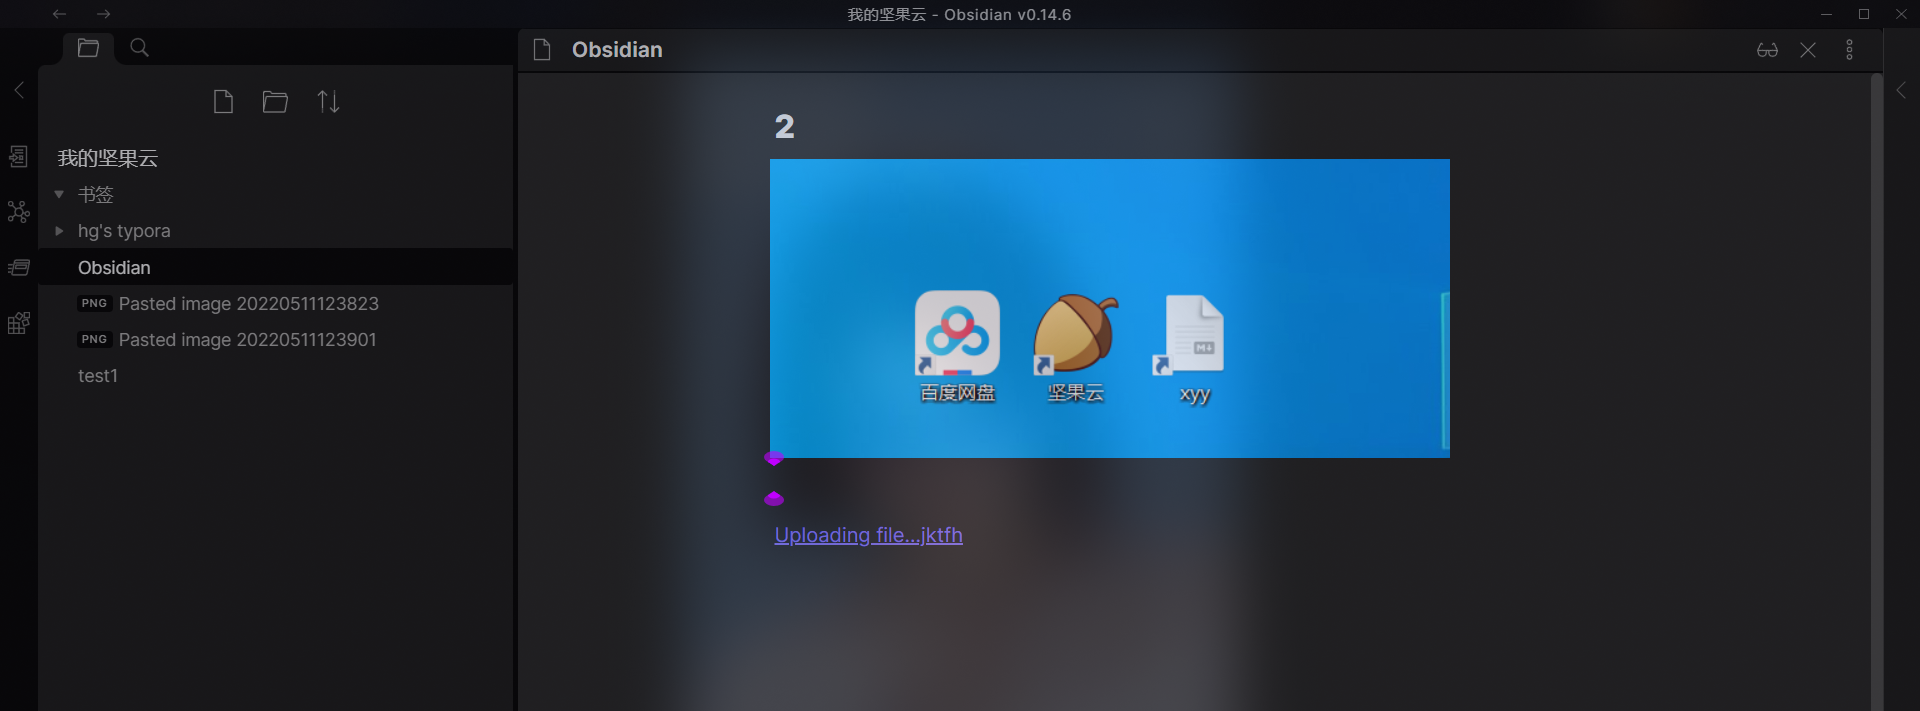 我的坚果云 - Obsidian v0.14.6
Obsidian
我的坚果云
书签
hg's typora
Obsidian
PNG Pasted image 20220511123823
PNG Pasted image 20220511123901
test1
2
M↓
百度网盘
坚果云
xyy
Uploading file...jktfh